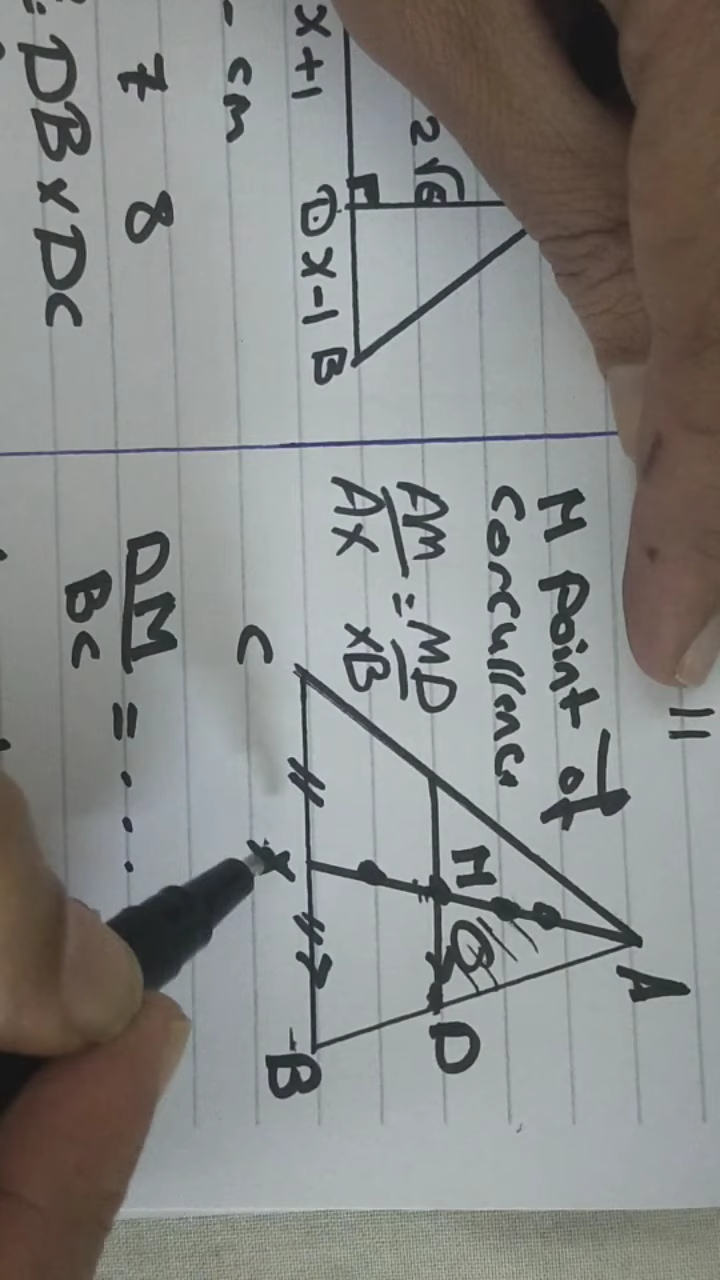 x+1
2√6
D
x-1
B
- cm
7 8
DB x DC
11
M point of
concurrence
AM/AX = MD/XB
A
M
D
C
X
B
DM/BC = ....